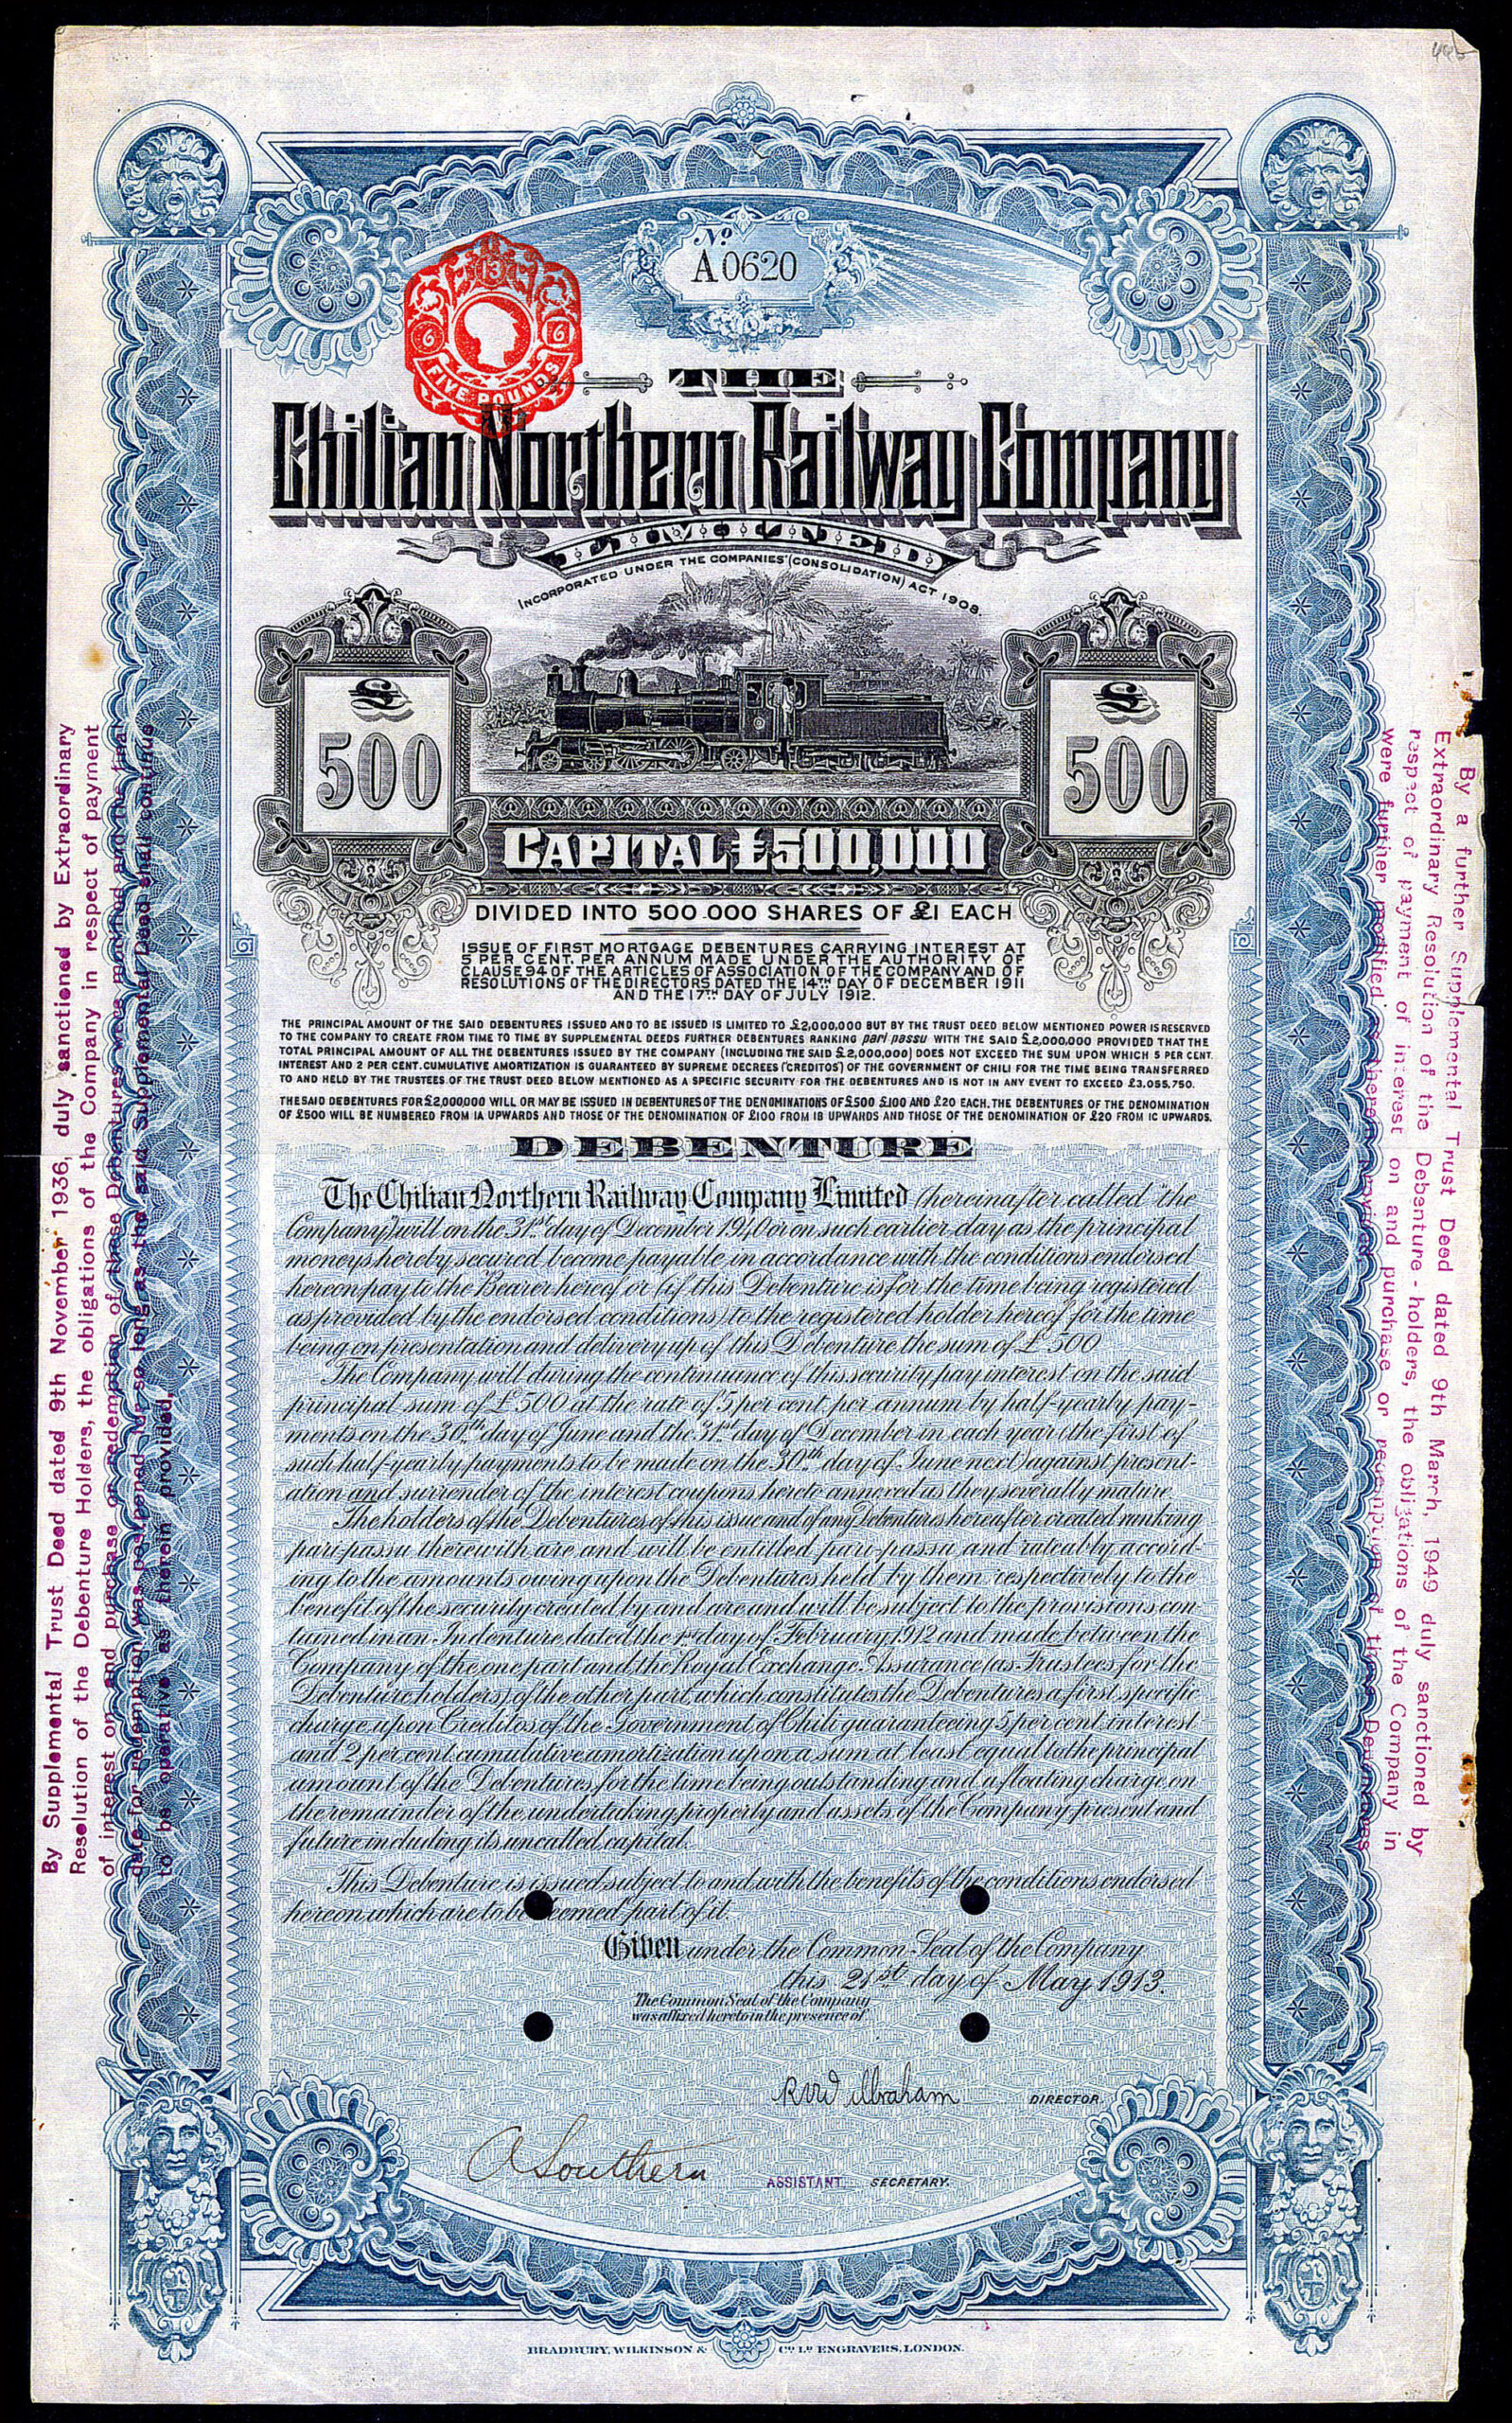 445
Nº
A0620
13
6 6
FIVE POUNDS
THE
Chilian Northern Railway Company
LIMITED
INCORPORATED UNDER THE COMPANIES' (CONSOLIDATION) ACT 1908.
£ 500
£ 500
CAPITAL £500,000
DIVIDED INTO 500,000 SHARES OF £1 EACH
ISSUE OF FIRST MORTGAGE DEBENTURES CARRYING INTEREST AT
5 PER CENT. PER ANNUM MADE UNDER THE AUTHORITY OF
CLAUSE 94 OF THE ARTICLES OF ASSOCIATION OF THE COMPANY AND OF
RESOLUTIONS OF THE DIRECTORS DATED THE 14TH DAY OF DECEMBER 1911
AND THE 17TH DAY OF JULY 1912.
THE PRINCIPAL AMOUNT OF THE SAID DEBENTURES ISSUED AND TO BE ISSUED IS LIMITED TO £2,000,000 BUT BY THE TRUST DEED BELOW MENTIONED POWER IS RESERVED
TO THE COMPANY TO CREATE FROM TIME TO TIME BY SUPPLEMENTAL DEEDS FURTHER DEBENTURES RANKING pari passu WITH THE SAID £2,000,000 PROVIDED THAT THE
TOTAL PRINCIPAL AMOUNT OF ALL THE DEBENTURES ISSUED BY THE COMPANY (INCLUDING THE SAID £2,000,000) DOES NOT EXCEED THE SUM UPON WHICH 5 PER CENT.
INTEREST AND 2 PER CENT. CUMULATIVE AMORTIZATION IS GUARANTEED BY SUPREME DECREES ('CREDITOS') OF THE GOVERNMENT OF CHILI FOR THE TIME BEING TRANSFERRED
TO AND HELD BY THE TRUSTEES OF THE TRUST DEED BELOW MENTIONED AS A SPECIFIC SECURITY FOR THE DEBENTURES AND IS NOT IN ANY EVENT TO EXCEED £3,055,750.
THE SAID DEBENTURES FOR £2,000,000 WILL OR MAY BE ISSUED IN DEBENTURES OF THE DENOMINATIONS OF £500 £100 AND £20 EACH. THE DEBENTURES OF THE DENOMINATION
OF £500 WILL BE NUMBERED FROM 1A UPWARDS AND THOSE OF THE DENOMINATION OF £100 FROM 1B UPWARDS AND THOSE OF THE DENOMINATION OF £20 FROM 1C UPWARDS.
DEBENTURE
The Chilian Northern Railway Company Limited (hereinafter called "the
Company") will on the 31st day of December 1940 or on such earlier day as the principal
moneys hereby secured become payable in accordance with the conditions endorsed
hereon pay to the Bearer hereof or (if this Debenture is for the time being registered
as provided by the endorsed conditions) to the registered holder hereof for the time
being on presentation and delivery up of this Debenture the sum of £500
The Company will during the continuance of this security pay interest on the said
principal sum of £500 at the rate of 5 per cent. per annum by half-yearly pay-
ments on the 30th day of June and the 31st day of December in each year (the first of
such half-yearly payments to be made on the 30th day of June next) against present-
ation and surrender of the interest coupons hereto annexed as they severally mature.
The holders of the Debentures of this issue and of any Debentures hereafter created ranking
pari-passu therewith are and will be entitled pari-passu and rateably accord-
ing to the amounts owing upon the Debentures held by them respectively to the
benefit of the security created by and are and will be subject to the provisions con-
tained in an Indenture dated the 1st day of February 1912 and made between the
Company of the one part and the Royal Exchange Assurance (as Trustees for the
Debenture holders) of the other part, which constitutes the Debentures a first specific
charge upon Creditos of the Government of Chili guaranteeing 5 per cent. interest
and 2 per cent. cumulative amortization upon a sum at least equal to the principal
amount of the Debentures for the time being outstanding and a floating charge on
the remainder of the undertaking, property and assets of the Company present and
future including its uncalled capital.
This Debenture is issued subject to and with the benefits of the conditions endorsed
hereon which are to be deemed part of it.
Given under the Common Seal of the Company
this 21st day of May 1913.
The Common Seal of the Company
was affixed hereto in the presence of
RW Abraham DIRECTOR
A Southern ASSISTANT SECRETARY.
BRADBURY, WILKINSON & Cº Lᴰ ENGRAVERS, LONDON.
By Supplemental Trust Deed dated 9th November 1936, duly sanctioned by Extraordinary
Resolution of the Debenture Holders, the obligations of the Company in respect of payment
of interest on and purchase or redemption of these Debentures were modified and the final
date for redemption was postponed for so long as the said Supplemental Deed shall continue
to be operative as therein provided.
By a further Supplemental Trust Deed dated 9th March, 1949 duly sanctioned by
Extraordinary Resolution of the Debenture-holders, the obligations of the Company in
respect of payment of interest on and purchase or redemption of these Debentures
were further modified as therein provided